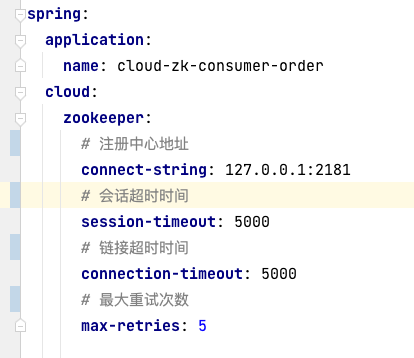 spring:
  application:
    name: cloud-zk-consumer-order
  cloud:
    zookeeper:
      # 注册中心地址
      connect-string: 127.0.0.1:2181
      # 会话超时时间
      session-timeout: 5000
      # 链接超时时间
      connection-timeout: 5000
      # 最大重试次数
      max-retries: 5